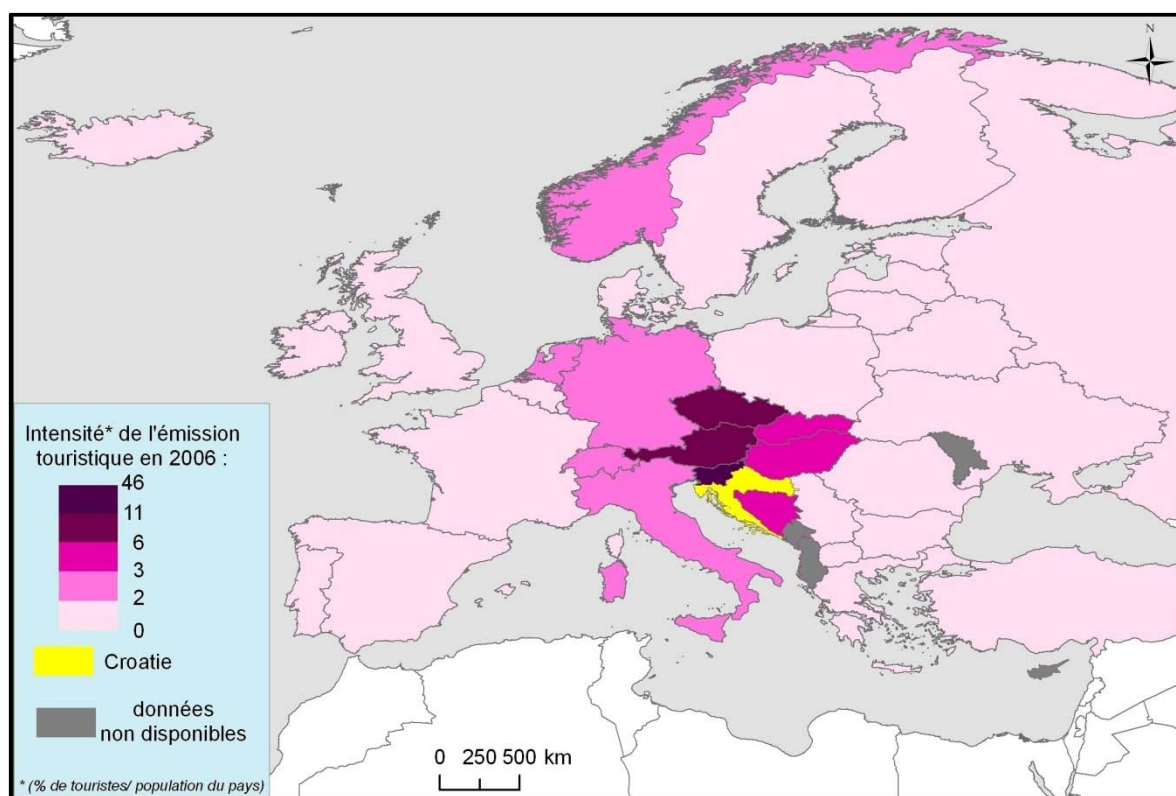 N
Intensité* de l'émission
touristique en 2006 :
46
11
6
3
2
0
Croatie
données
non disponibles
* (% de touristes/ population du pays)
0 250 500 km